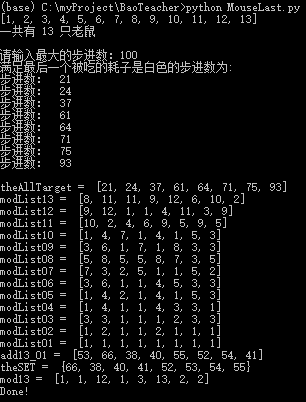 (base) C:\myProject\BaoTeacher>python MouseLast.py
[1, 2, 3, 4, 5, 6, 7, 8, 9, 10, 11, 12, 13]
一共有 13 只老鼠
请输入最大的步进数: 100
满足最后一个被吃的耗子是白色的步进数为:
步进数: 21
步进数: 24
步进数: 37
步进数: 61
步进数: 64
步进数: 71
步进数: 75
步进数: 93
theAllTarget = [21, 24, 37, 61, 64, 71, 75, 93]
modList13 = [8, 11, 11, 9, 12, 6, 10, 2]
modList12 = [9, 12, 1, 1, 4, 11, 3, 9]
modList11 = [10, 2, 4, 6, 9, 5, 9, 5]
modList10 = [1, 4, 7, 1, 4, 1, 5, 3]
modList09 = [3, 6, 1, 7, 1, 8, 3, 3]
modList08 = [5, 8, 5, 5, 8, 7, 3, 5]
modList07 = [7, 3, 2, 5, 1, 1, 5, 2]
modList06 = [3, 6, 1, 1, 4, 5, 3, 3]
modList05 = [1, 4, 2, 1, 4, 1, 5, 3]
modList04 = [1, 4, 1, 1, 4, 3, 3, 1]
modList03 = [3, 3, 1, 1, 1, 2, 3, 3]
modList02 = [1, 2, 1, 1, 2, 1, 1, 1]
modList01 = [1, 1, 1, 1, 1, 1, 1, 1]
add13_01 = [53, 66, 38, 40, 55, 52, 54, 41]
theSET = {66, 38, 40, 41, 52, 53, 54, 55}
mod13 = [1, 1, 12, 1, 3, 13, 2, 2]
Done!